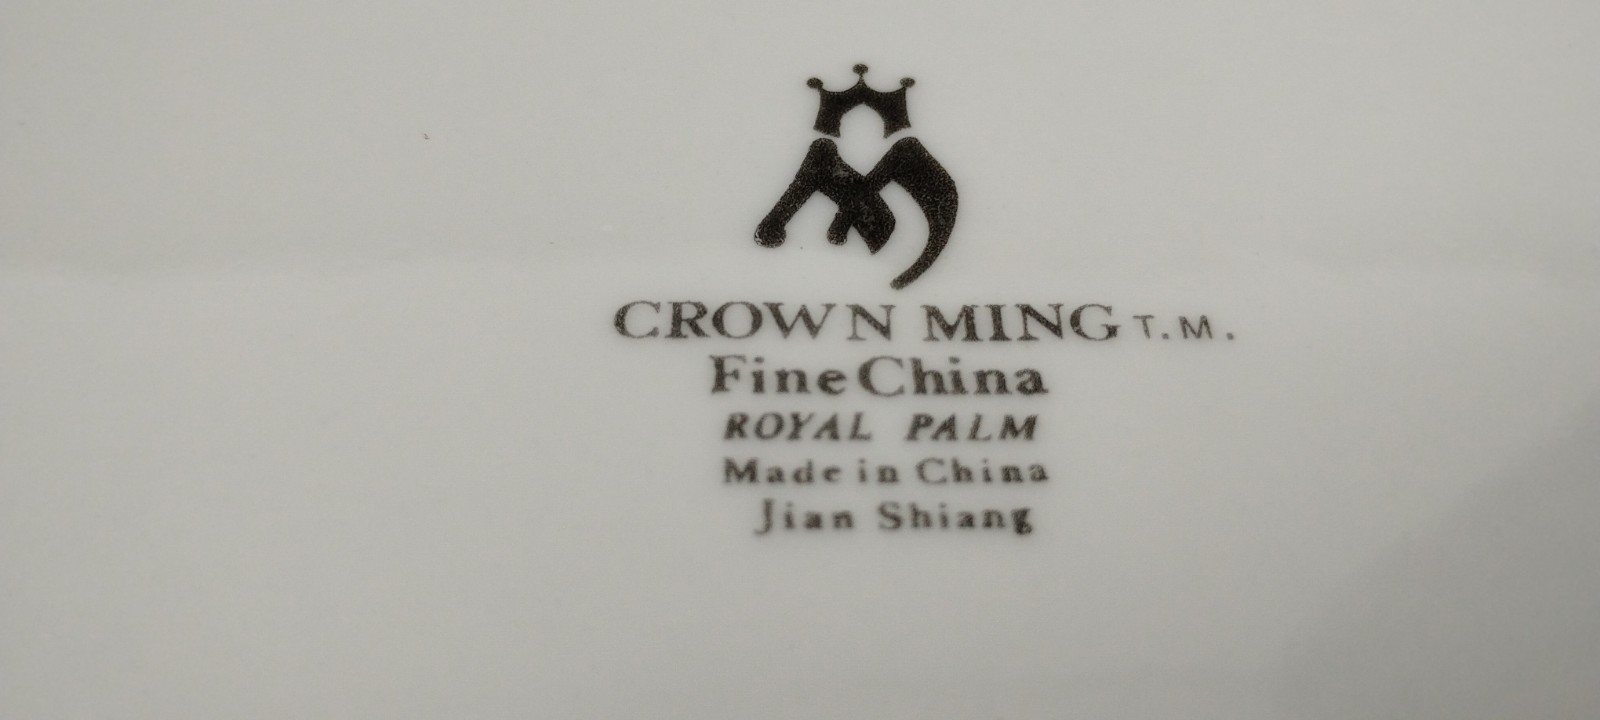 CROWN MING T.M.
Fine China
ROYAL PALM
Made in China
Jian Shiang